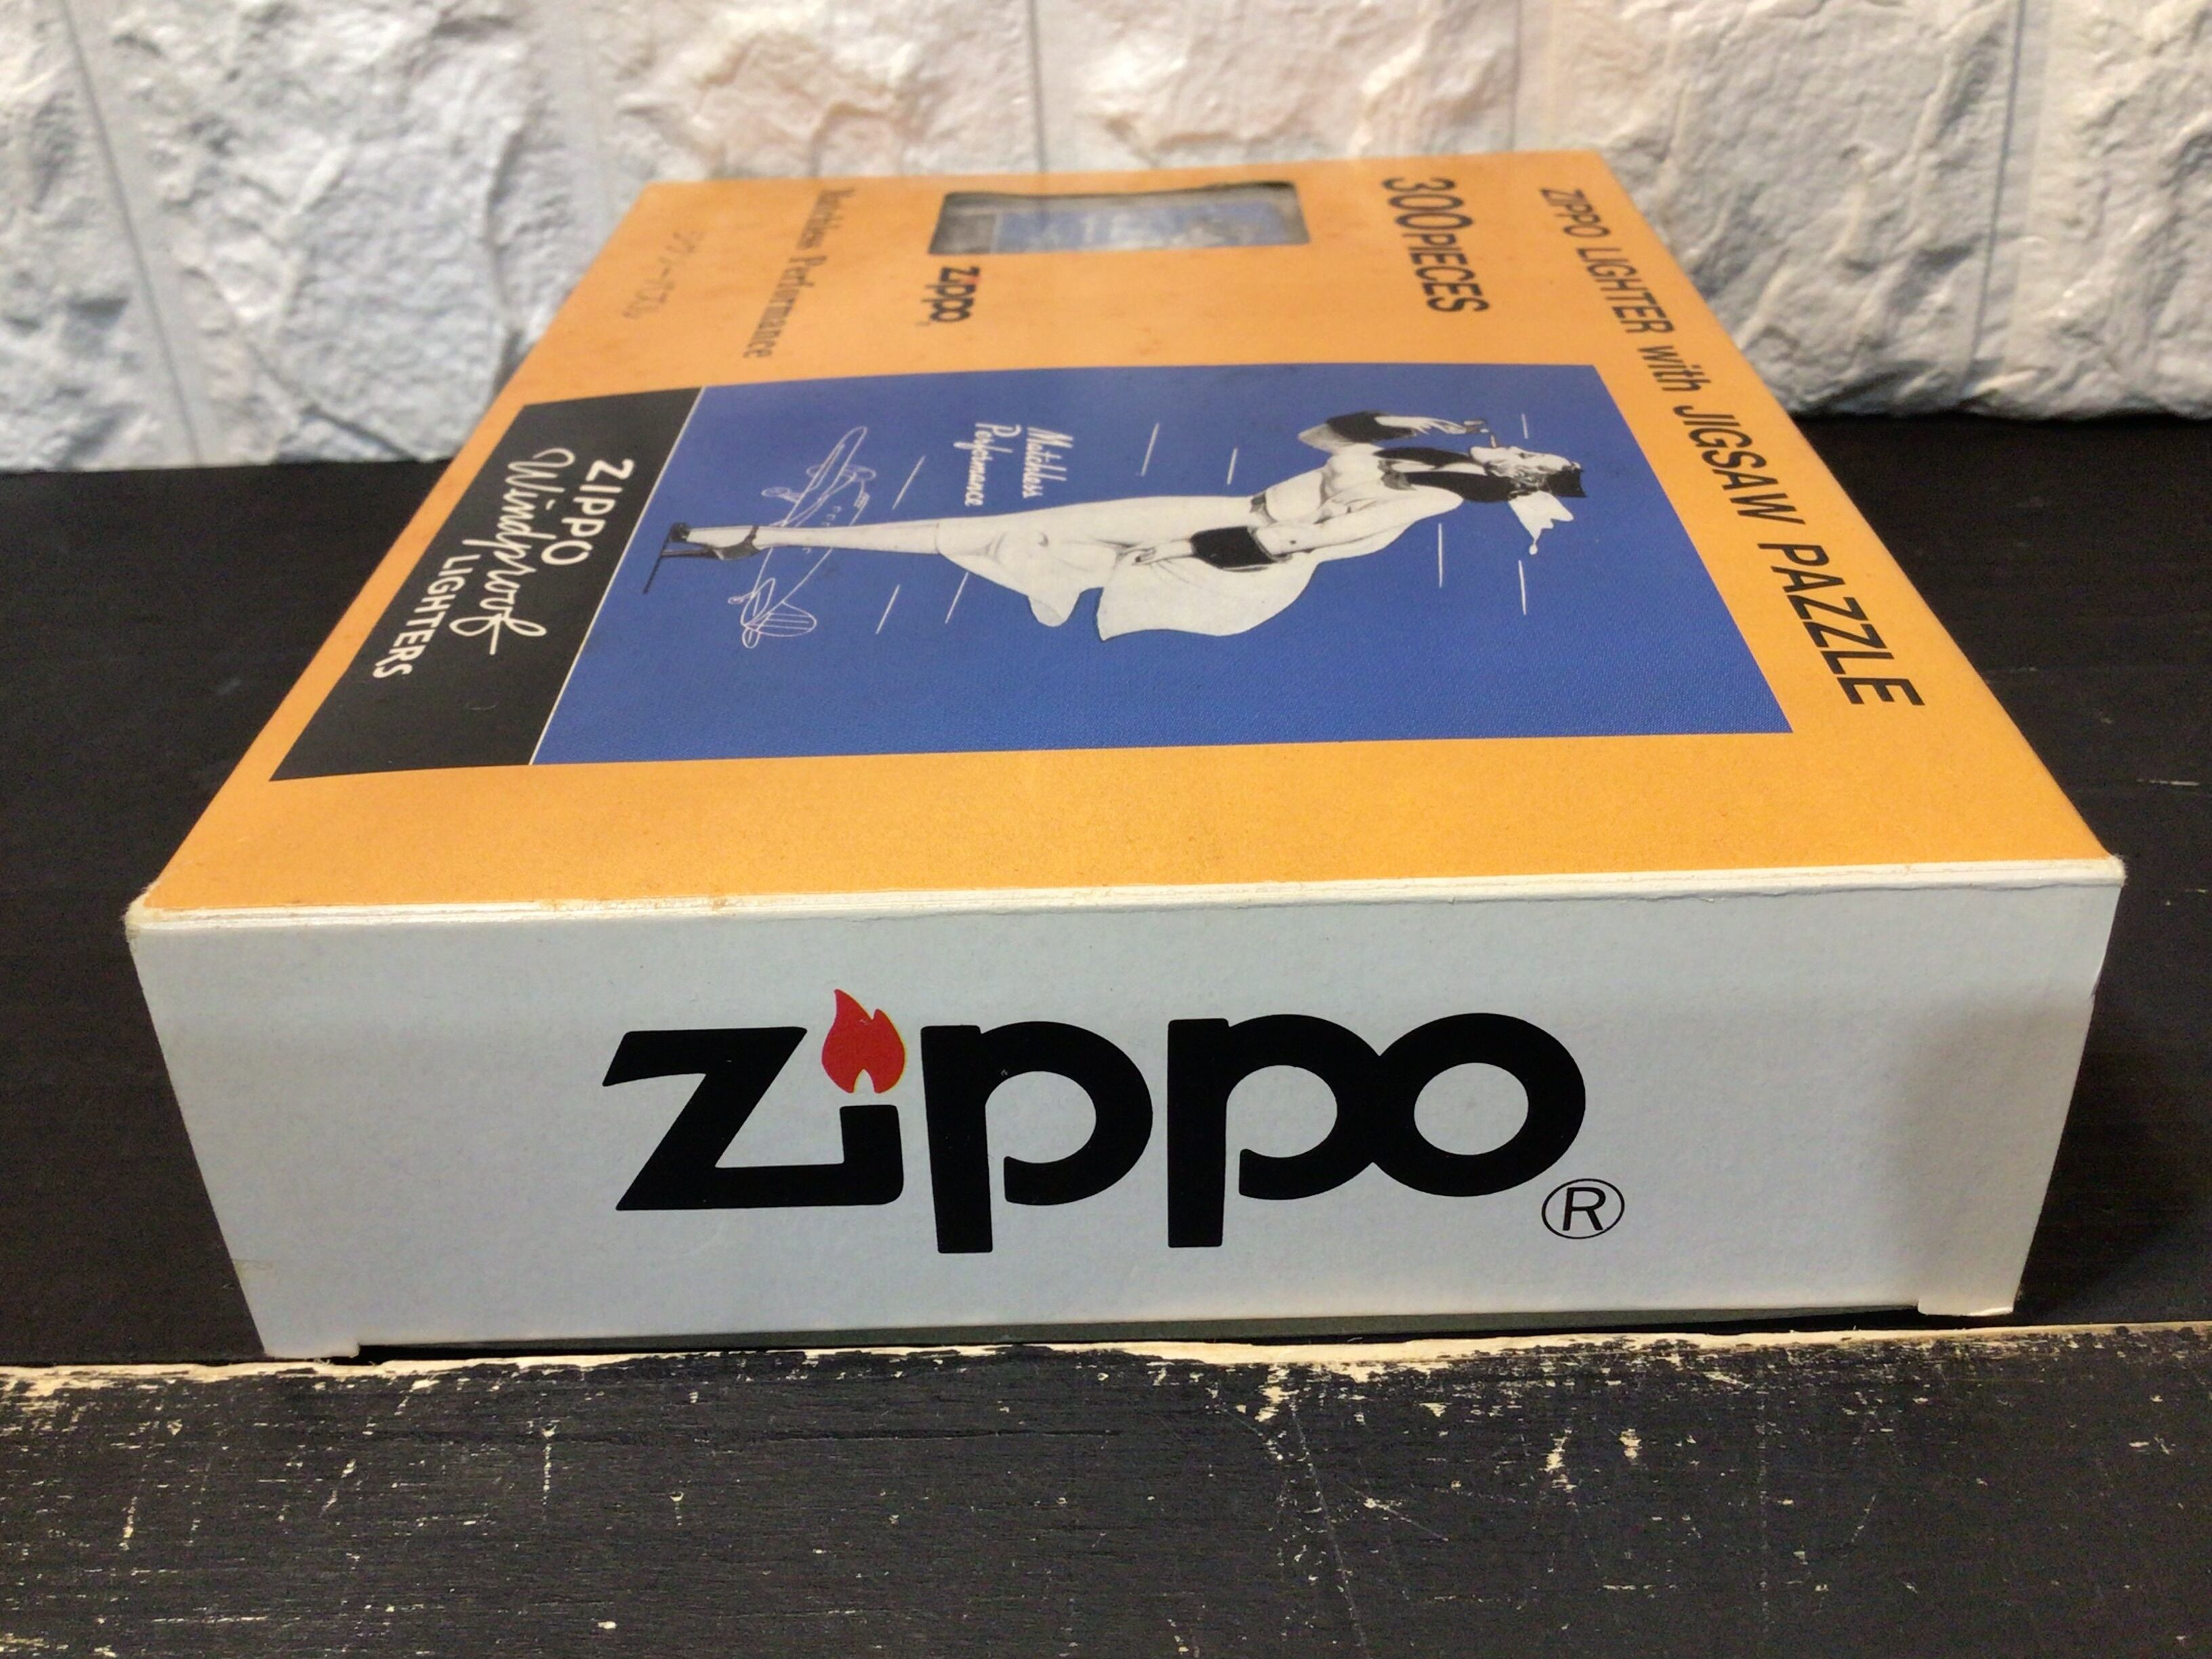 ZIPPO LIGHTER with JIGSAW PAZZLE
300PIECES
zippo
Matchless Performance
Matchless
Performance
ZIPPO
Windproof
LIGHTERS
zippo®